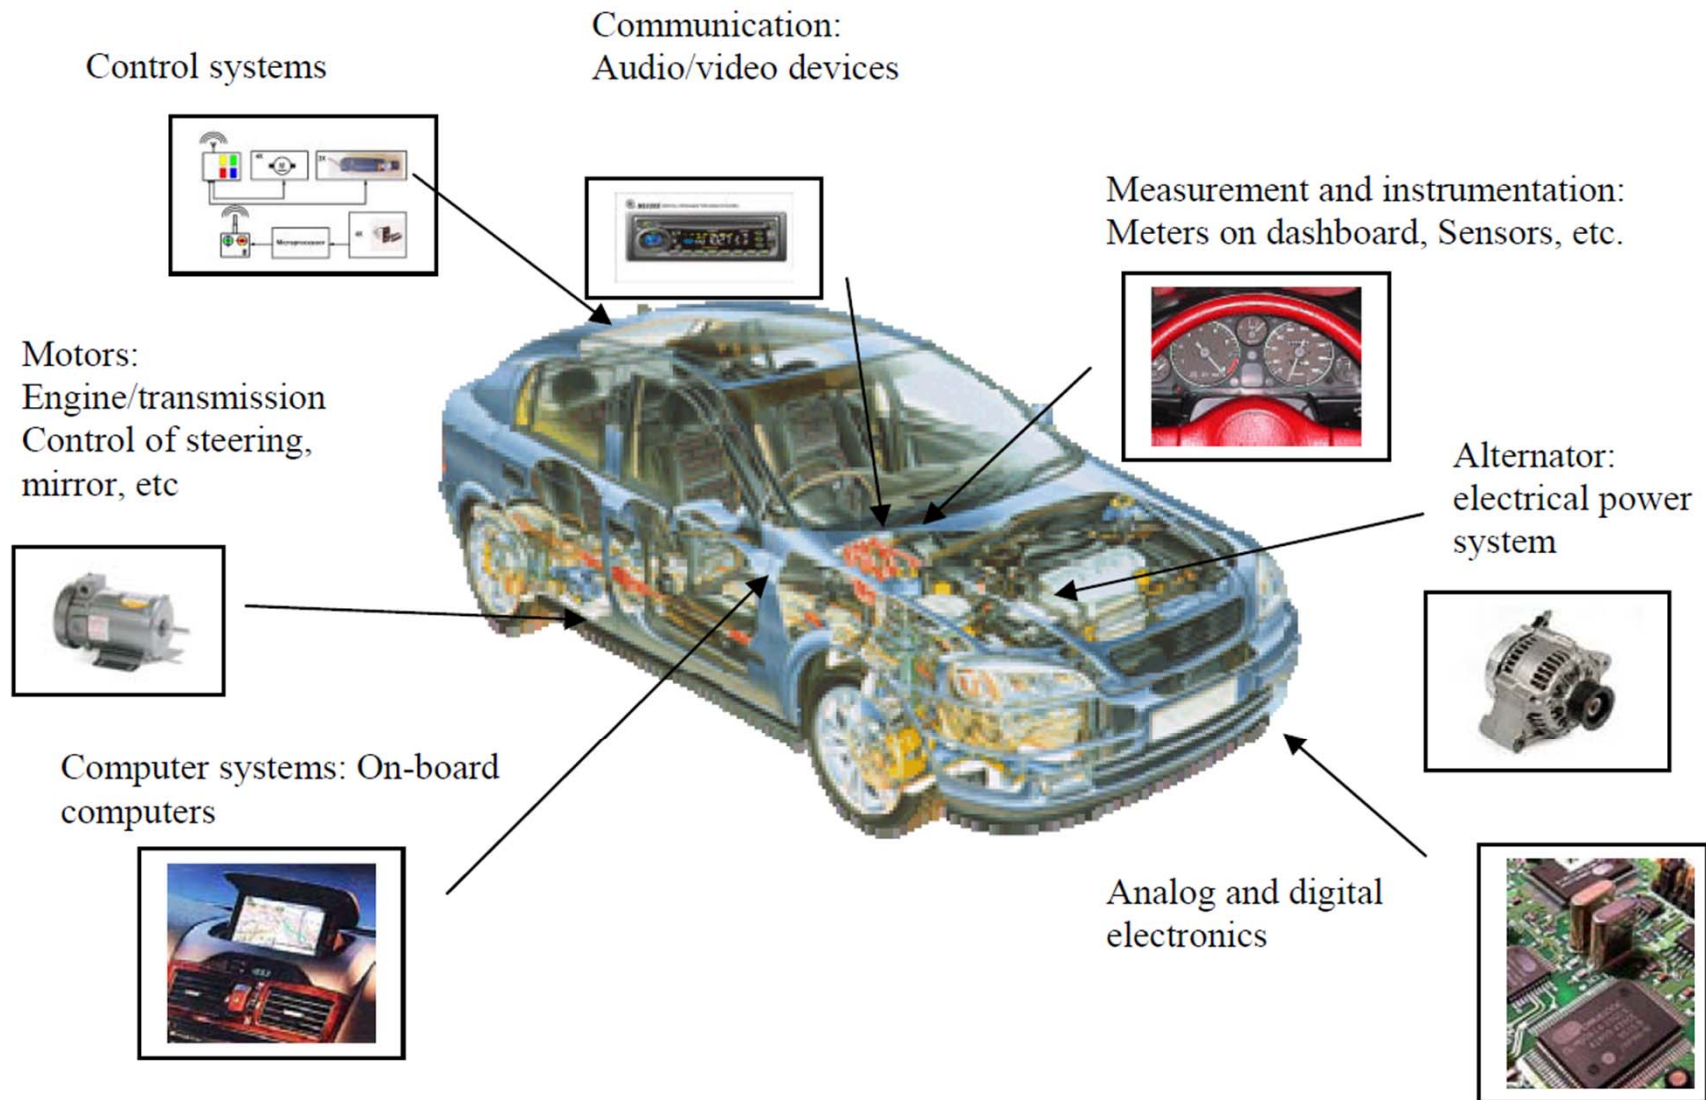 Communication:
Audio/video devices
Control systems
Microprocessor
Measurement and instrumentation:
Meters on dashboard, Sensors, etc.
Motors:
Engine/transmission
Control of steering,
mirror, etc
Alternator:
electrical power
system
Computer systems: On-board
computers
Analog and digital
electronics